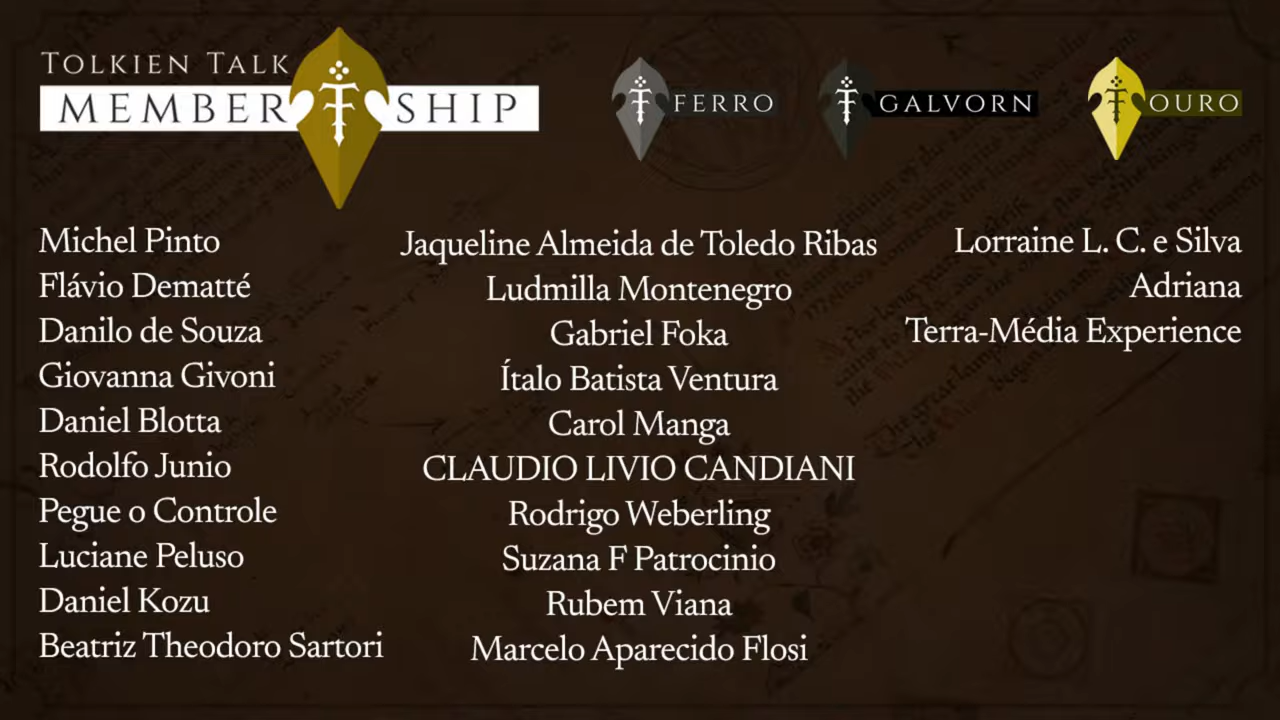 TOLKIEN TALK
MEMBERSHIP
FERRO
GALVORN
OURO
Michel Pinto
Flávio Dematté
Danilo de Souza
Giovanna Givoni
Daniel Blotta
Rodolfo Junio
Pegue o Controle
Luciane Peluso
Daniel Kozu
Beatriz Theodoro Sartori
Jaqueline Almeida de Toledo Ribas
Ludmilla Montenegro
Gabriel Foka
Ítalo Batista Ventura
Carol Manga
CLAUDIO LIVIO CANDIANI
Rodrigo Weberling
Suzana F Patrocinio
Rubem Viana
Marcelo Aparecido Flosi
Lorraine L. C. e Silva
Adriana
Terra-Média Experience